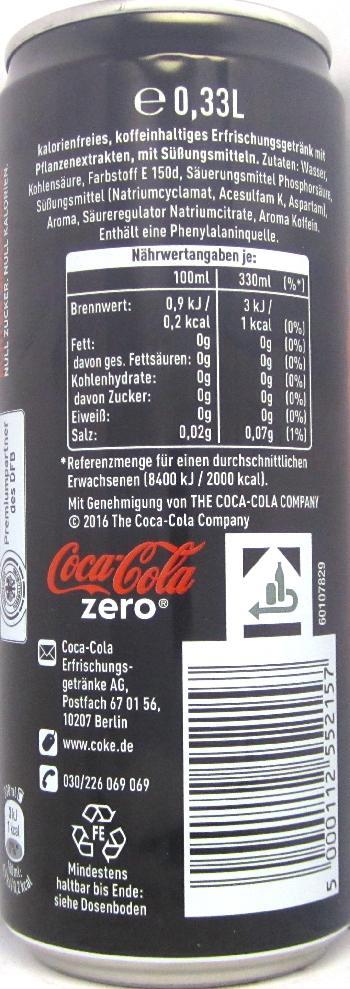 e 0,33L
kalorienfreies, koffeinhaltiges Erfrischungsgetränk mit
Pflanzenextrakten, mit Süßungsmitteln. Zutaten: Wasser,
Kohlensäure, Farbstoff E 150d, Säuerungsmittel Phosphorsäure,
Süßungsmittel (Natriumcyclamat, Acesulfam K, Aspartam),
Aroma, Säureregulator Natriumcitrate, Aroma Koffein.
Enthält eine Phenylalaninquelle.
Nährwertangaben je:
100ml 330ml (%*)
Brennwert: 0,9 kJ / 3 kJ /
0,2 kcal 1 kcal (0%)
Fett: 0g 0g (0%)
davon ges. Fettsäuren: 0g 0g (0%)
Kohlenhydrate: 0g 0g (0%)
davon Zucker: 0g 0g (0%)
Eiweiß: 0g 0g (0%)
Salz: 0,02g 0,07g (1%)
*Referenzmenge für einen durchschnittlichen
Erwachsenen (8400 kJ / 2000 kcal).
Mit Genehmigung von THE COCA-COLA COMPANY
© 2016 The Coca-Cola Company
Coca-Cola
zero®
60107829
Coca-Cola
Erfrischungs-
getränke AG,
Postfach 67 01 56,
10207 Berlin
www.coke.de
030/226 069 069
FE
Mindestens
haltbar bis Ende:
siehe Dosenboden
5 000112 552157
NULL ZUCKER. NULL KALORIEN.
Premiumpartner
des DFB
3 kJ
1 kcal